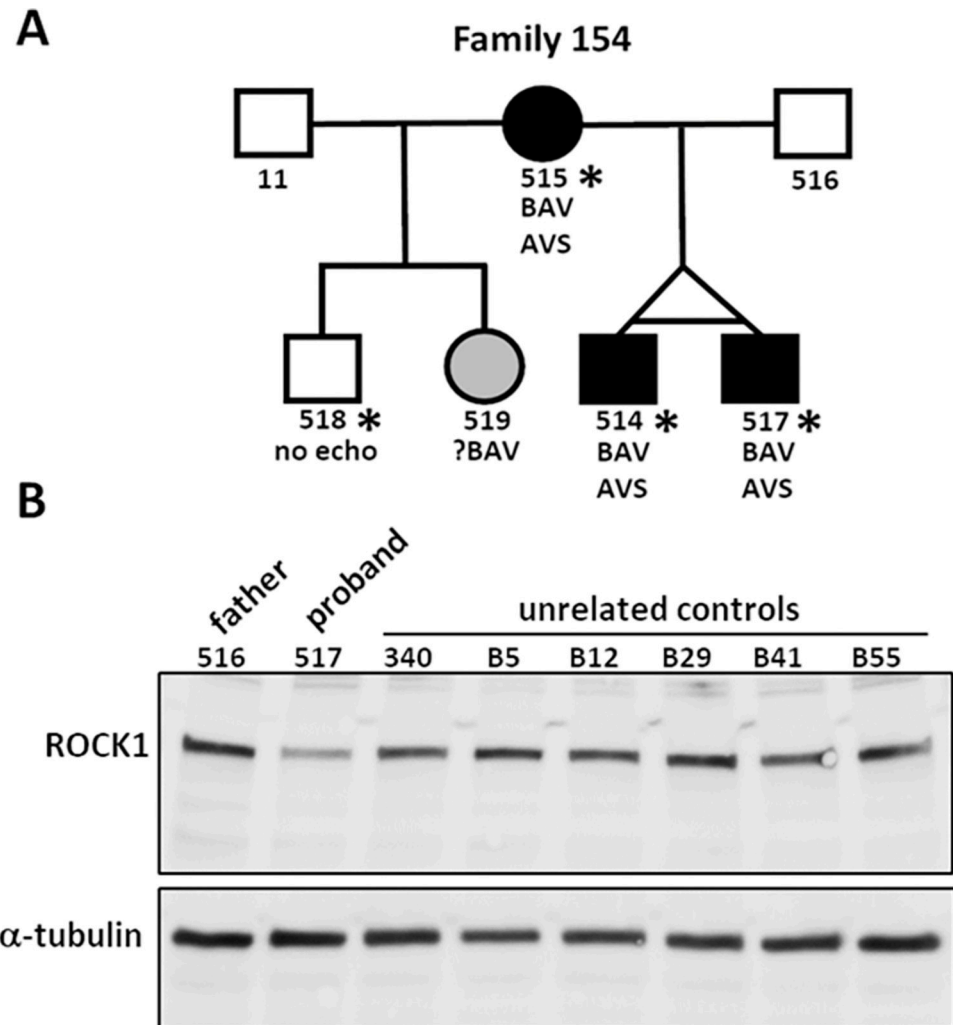 A
Family 154
11
515 *
BAV
AVS
516
518 *
no echo
519
?BAV
514 *
BAV
AVS
517 *
BAV
AVS
B
father
proband
unrelated controls
516 517 340 B5 B12 B29 B41 B55
ROCK1
α-tubulin